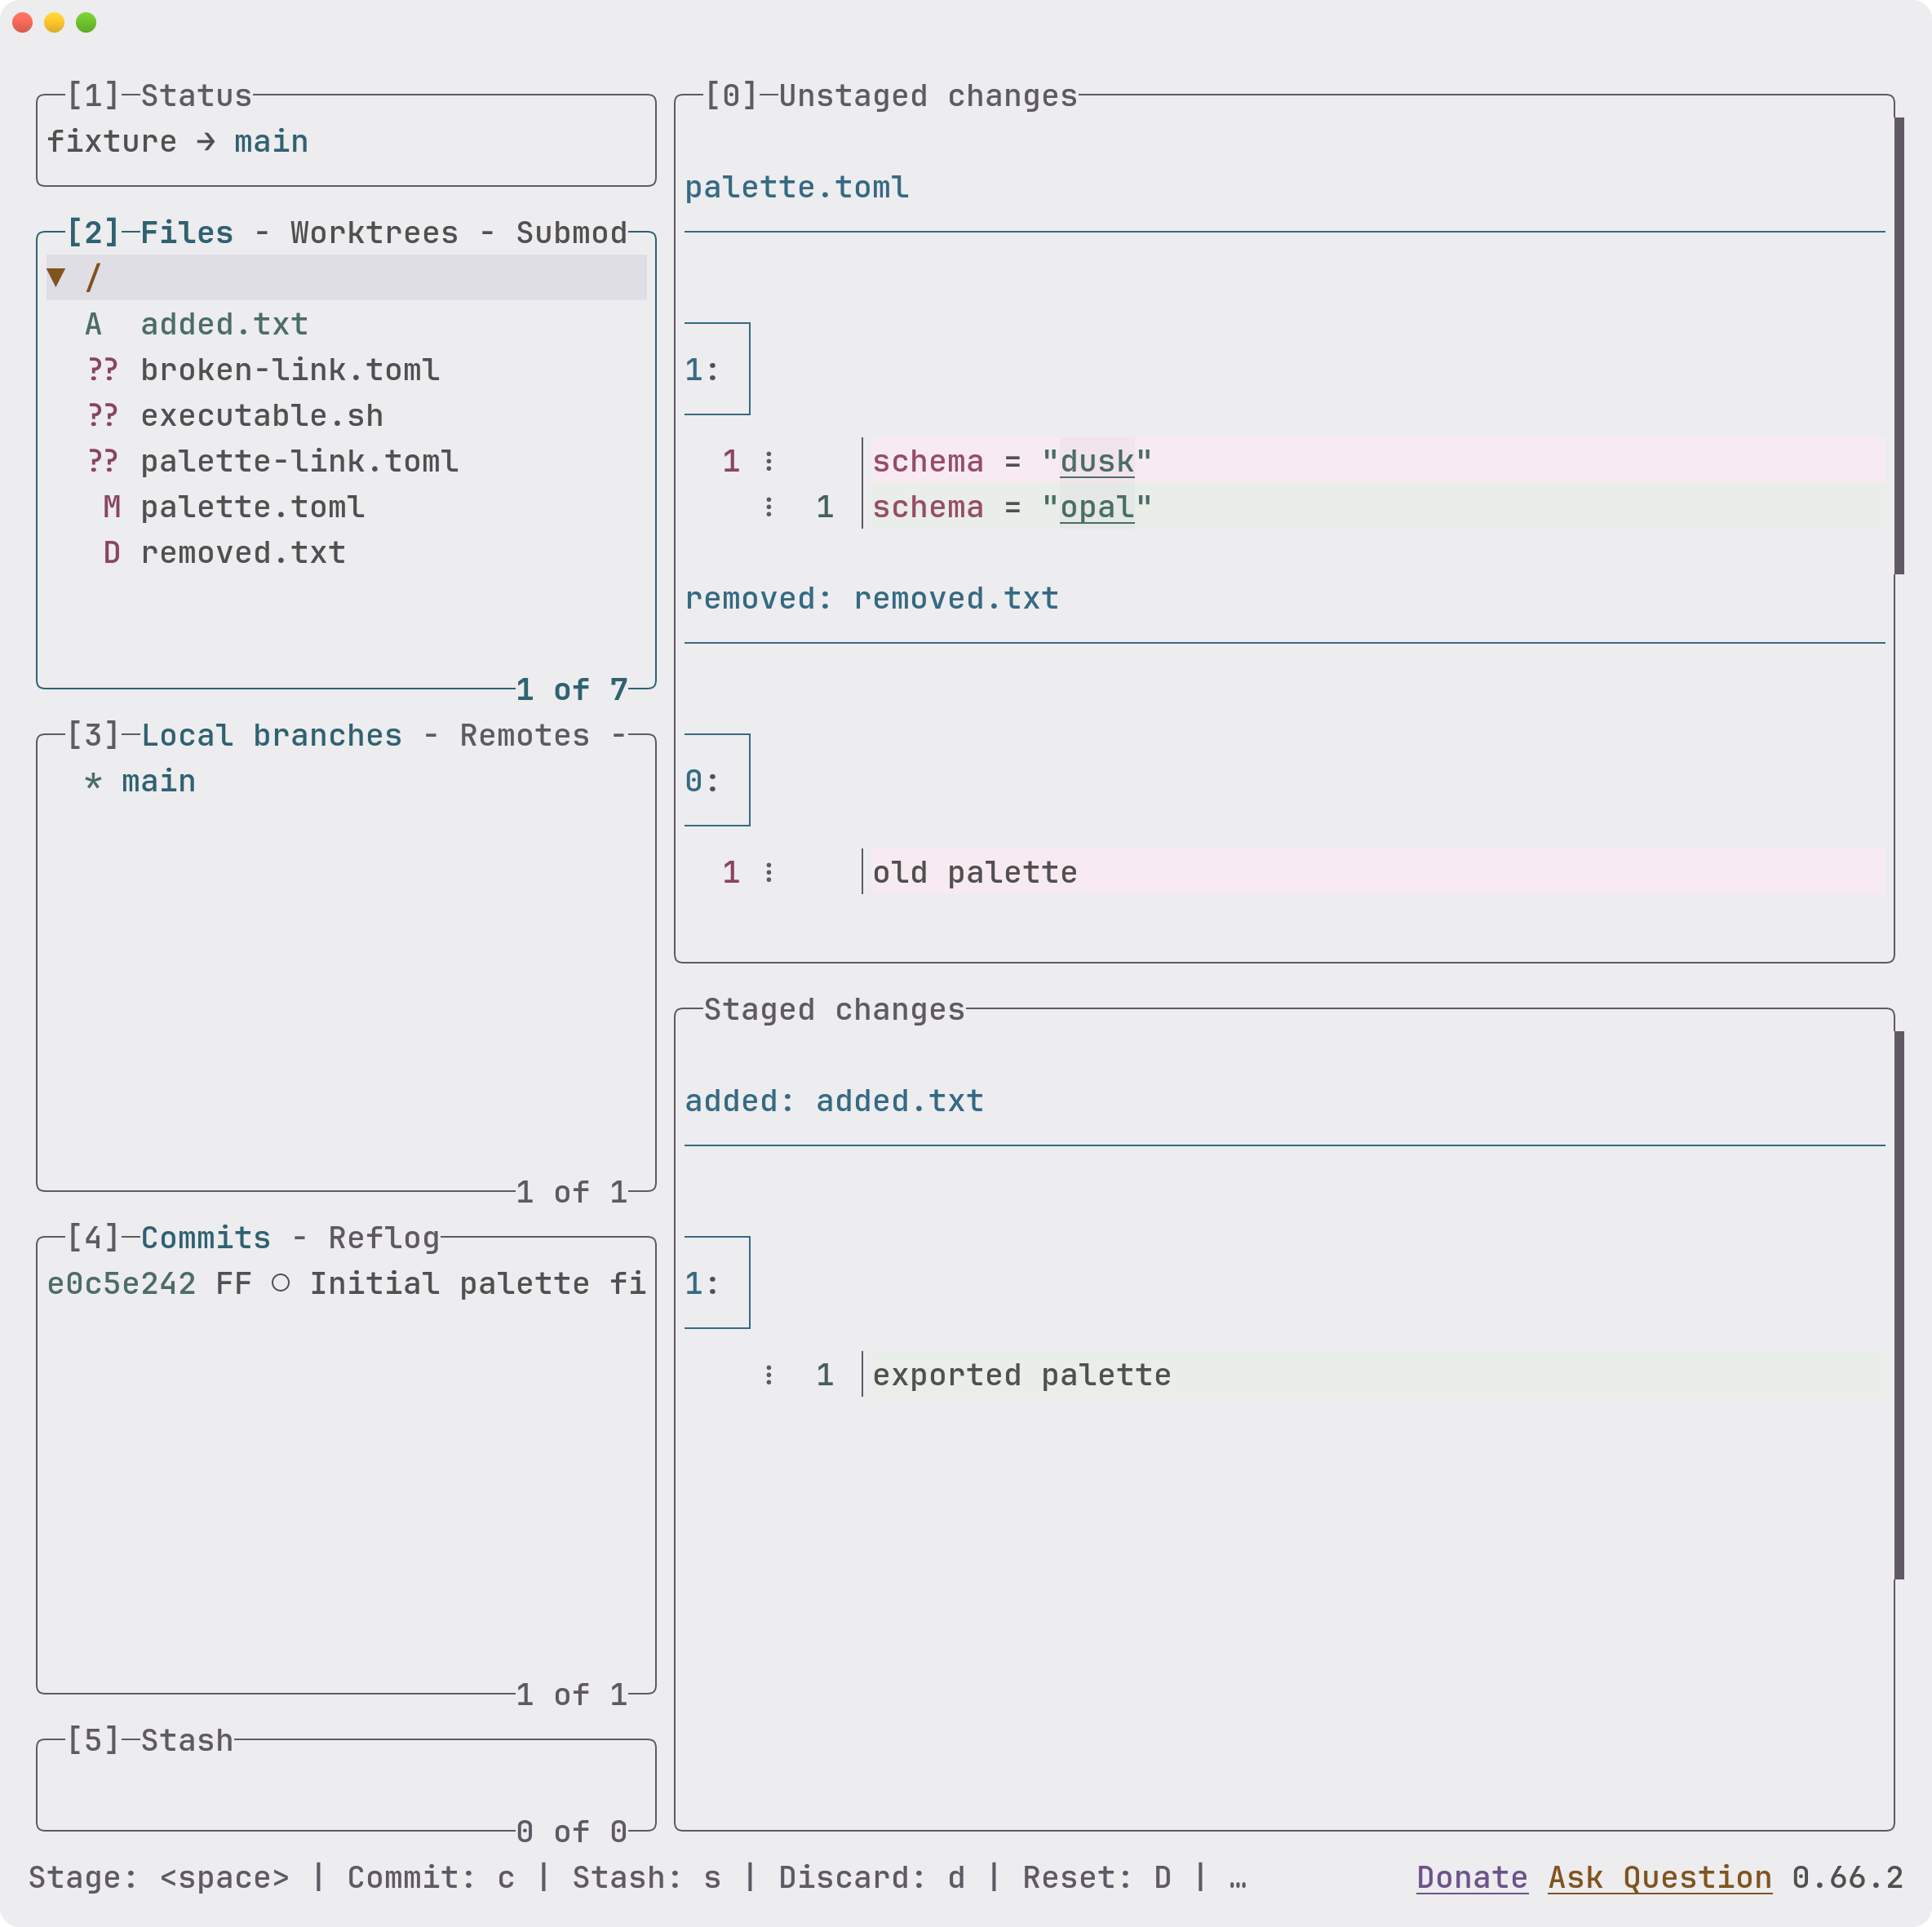 [1] Status
fixture → main
[2] Files - Worktrees - Submod
▼ /
A added.txt
?? broken-link.toml
?? executable.sh
?? palette-link.toml
M palette.toml
D removed.txt
1 of 7
[3] Local branches - Remotes -
* main
1 of 1
[4] Commits - Reflog
e0c5e242 FF ○ Initial palette fi
1 of 1
[5] Stash
0 of 0
[0] Unstaged changes
palette.toml
1:
1 ⋮ schema = "dusk"
⋮ 1 schema = "opal"
removed: removed.txt
0:
1 ⋮ old palette
Staged changes
added: added.txt
1:
⋮ 1 exported palette
Stage: <space> | Commit: c | Stash: s | Discard: d | Reset: D | … Donate Ask Question 0.66.2